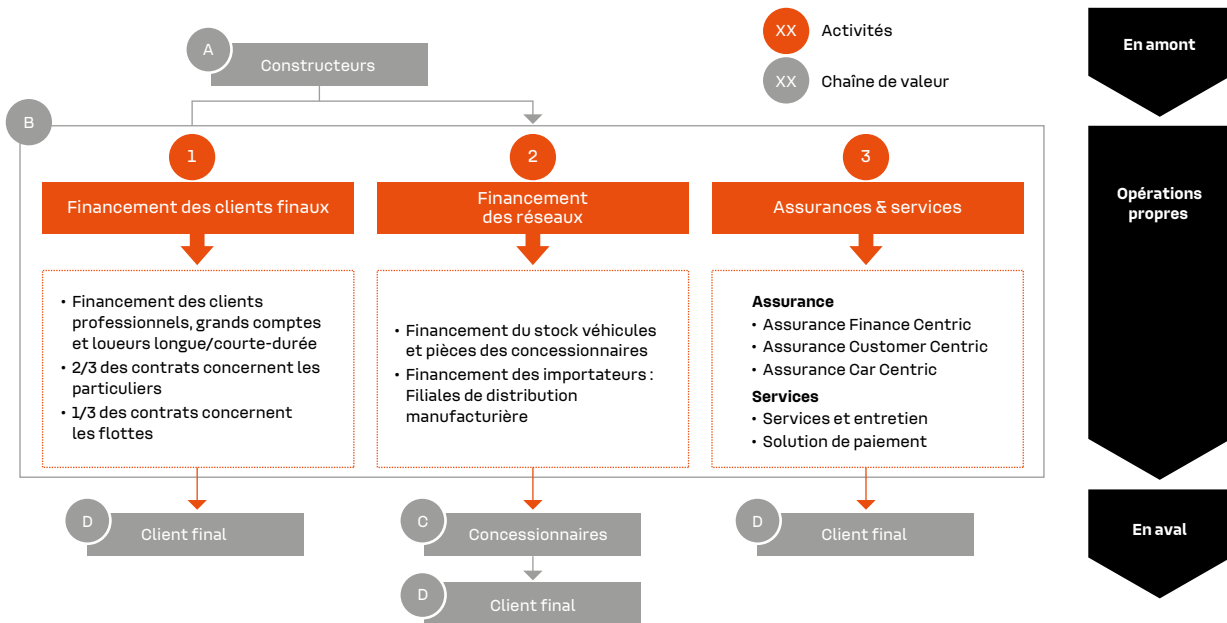 XX
Activités
XX
Chaîne de valeur
En amont
A
Constructeurs
B
1
2
3
Financement des clients finaux
Financement
des réseaux
Assurances & services
Opérations
propres
• Financement des clients
professionnels, grands comptes
et loueurs longue/courte-durée
• 2/3 des contrats concernent les
particuliers
• 1/3 des contrats concernent
les flottes
• Financement du stock véhicules
et pièces des concessionnaires
• Financement des importateurs :
Filiales de distribution
manufacturière
Assurance
• Assurance Finance Centric
• Assurance Customer Centric
• Assurance Car Centric
Services
• Services et entretien
• Solution de paiement
D
Client final
C
Concessionnaires
D
Client final
En aval
D
Client final